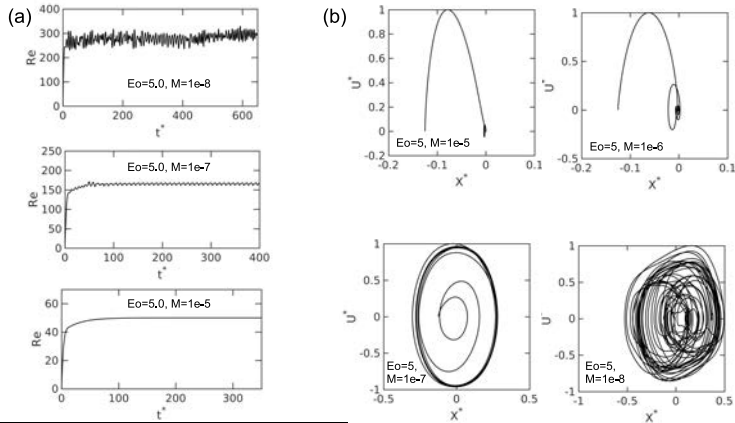 (a)
400
300
200
100
0
Re
Eo=5.0, M=1e-8
0 200 400 600
t*
250
200
150
100
50
0
Re
Eo=5.0, M=1e-7
0 100 200 300 400
t*
60
40
20
0
Re
Eo=5.0, M=1e-5
0 100 200 300
t*
(b)
1
0.8
0.6
0.4
0.2
0
-0.2
U*
Eo=5, M=1e-5
-0.2 -0.1 0 0.1
X*
1
0.5
0
-0.5
U*
Eo=5, M=1e-6
-0.2 -0.1 0 0.1
X*
1
0.5
0
-0.5
-1
U*
Eo=5,
M=1e-7
-0.5 0 0.5
X*
1
0.5
0
-0.5
-1
Eo=5,
M=1e-8
-1 -0.5 0 0.5
X*